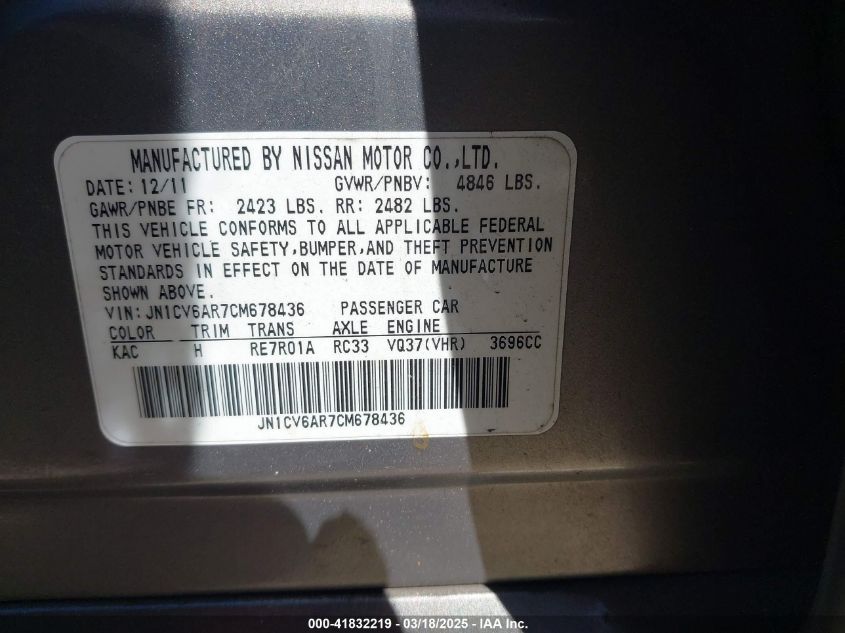 MANUFACTURED BY NISSAN MOTOR CO.,LTD.
DATE: 12/11 GVWR/PNBV: 4846 LBS.
GAWR/PNBE FR: 2423 LBS. RR: 2482 LBS.
THIS VEHICLE CONFORMS TO ALL APPLICABLE FEDERAL
MOTOR VEHICLE SAFETY,BUMPER,AND THEFT PREVENTION
STANDARDS IN EFFECT ON THE DATE OF MANUFACTURE
SHOWN ABOVE.
VIN:JN1CV6AR7CM678436 PASSENGER CAR
COLOR TRIM TRANS AXLE ENGINE
KAC H RE7R01A RC33 VQ37(VHR) 3696CC
JN1CV6AR7CM678436
000-41832219 - 03/18/2025 - IAA Inc.